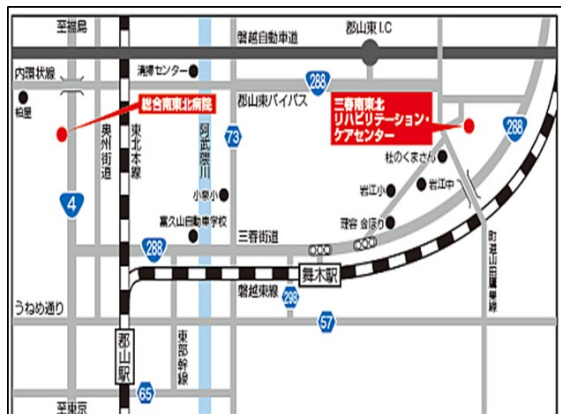 至福島
磐越自動車道
郡山東I.C
内環状線
清掃センター
288
柏屋
総合南東北病院
郡山東バイパス
三春南東北
リハビリテーション・
ケアセンター
288
奥州街道
東北本線
阿武隈川
73
杜のくまさん
4
小泉小
岩江小
岩江中
富久山自動車学校
理容 金ぼり
三春街道
288
舞木駅
町道山田鷹巣線
磐越東線
298
うねめ通り
57
郡山駅
東部幹線
65
至東京